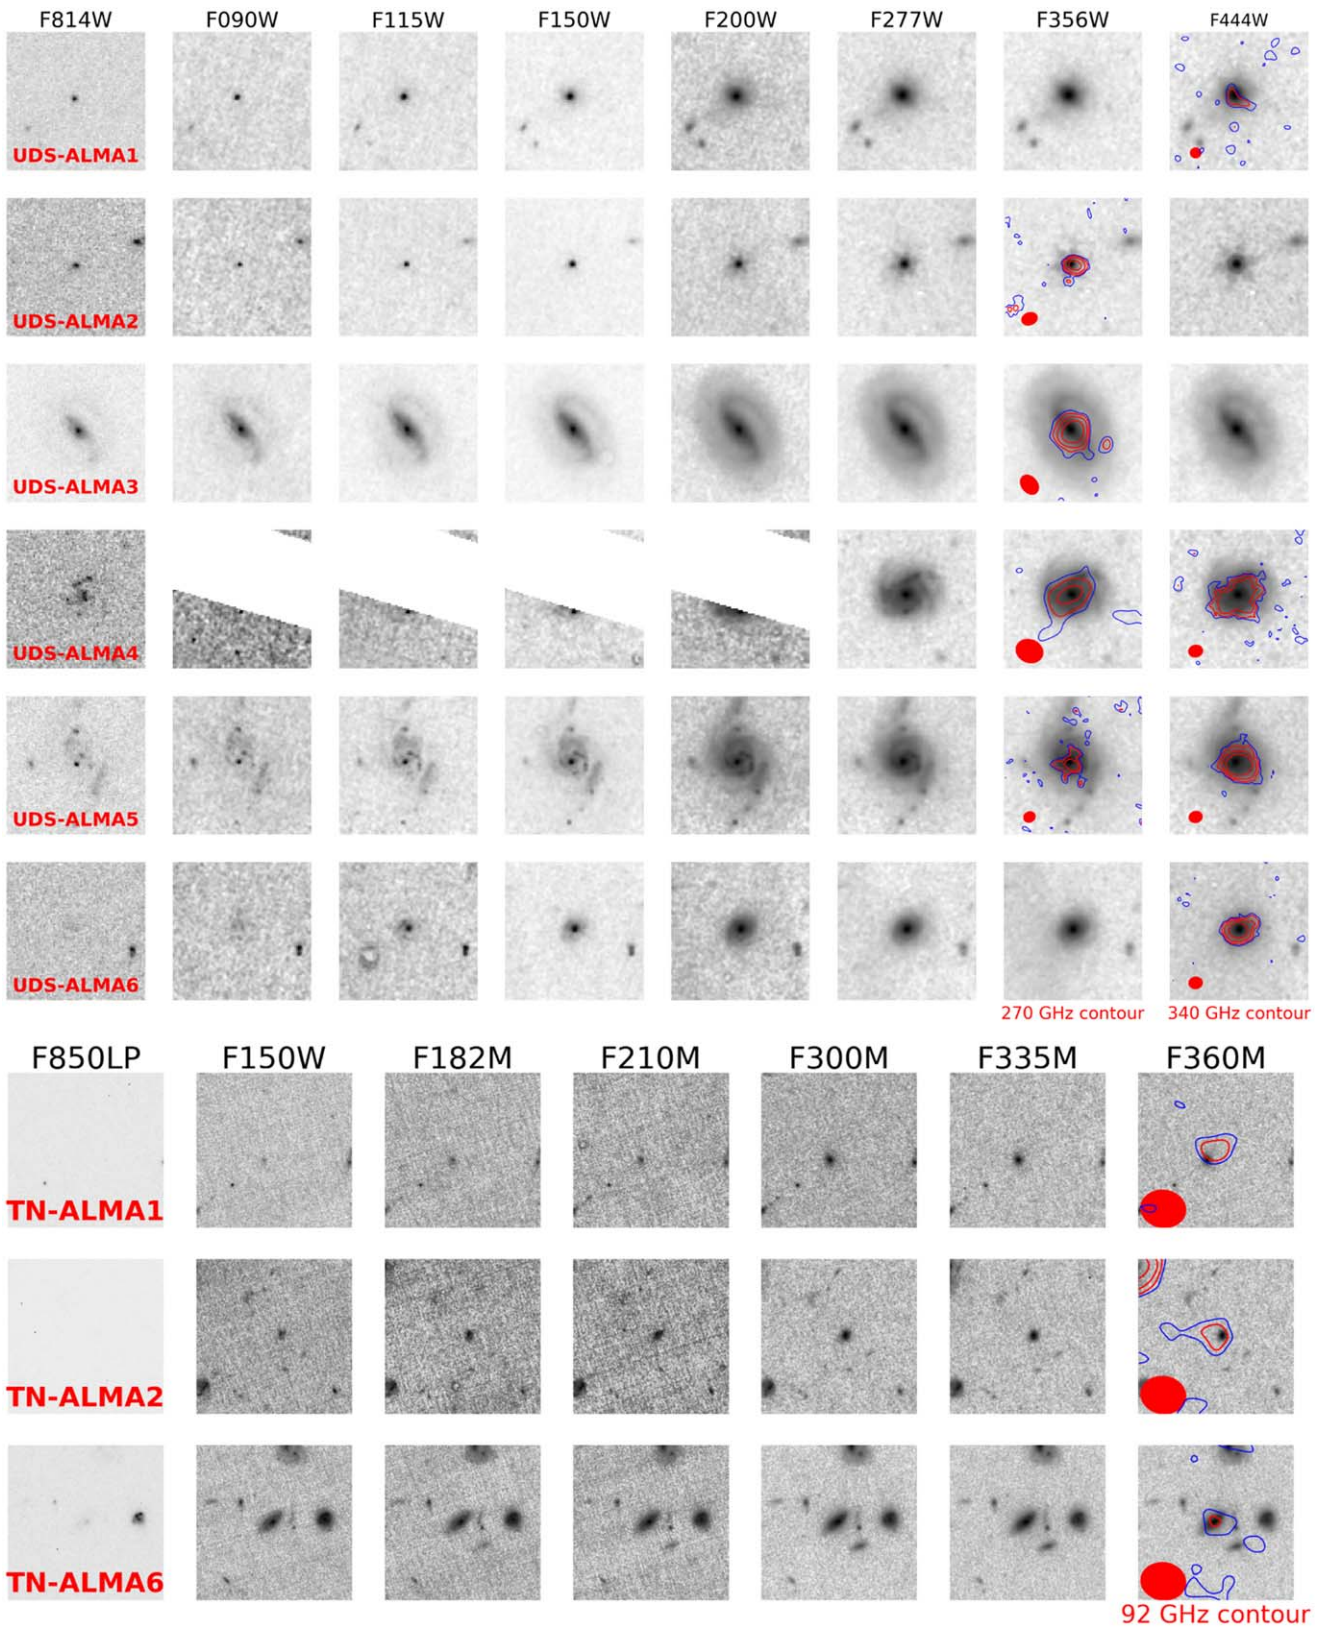 F814W F090W F115W F150W F200W F277W F356W F444W
UDS-ALMA1
UDS-ALMA2
UDS-ALMA3
UDS-ALMA4
UDS-ALMA5
UDS-ALMA6
270 GHz contour 340 GHz contour
F850LP F150W F182M F210M F300M F335M F360M
TN-ALMA1
TN-ALMA2
TN-ALMA6
92 GHz contour